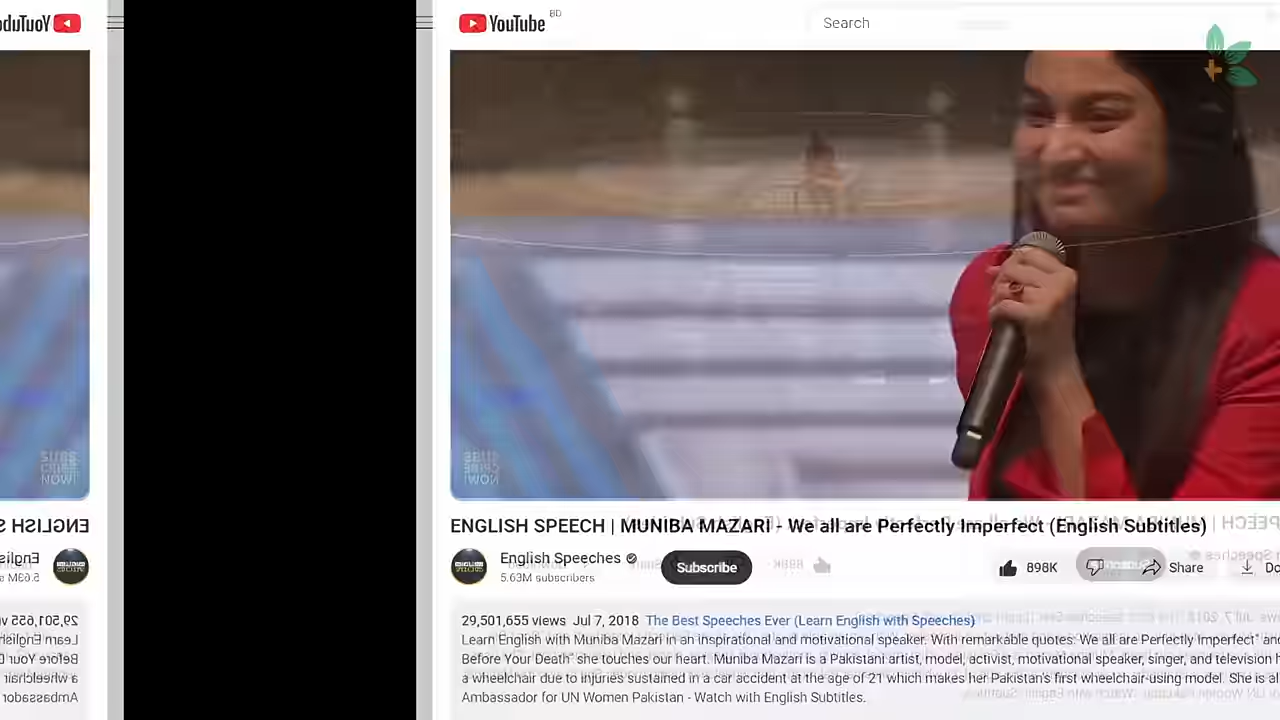 YouTube BD
Search
ENGLISH SPEECH | MUNIBA MAZARI - We all are Perfectly Imperfect (English Subtitles)
English Speeches
5.63M subscribers
Subscribe
898K
Share
29,501,655 views Jul 7, 2018 The Best Speeches Ever (Learn English with Speeches)
Learn English with Muniba Mazari in an inspirational and motivational speaker. With remarkable quotes: We all are Perfectly Imperfect" and
Before Your Death" she touches our heart. Muniba Mazari is a Pakistani artist, model, activist, motivational speaker, singer, and television h
a wheelchair due to injuries sustained in a car accident at the age of 21 which makes her Pakistan's first wheelchair-using model. She is al
Ambassador for UN Women Pakistan - Watch with English Subtitles.